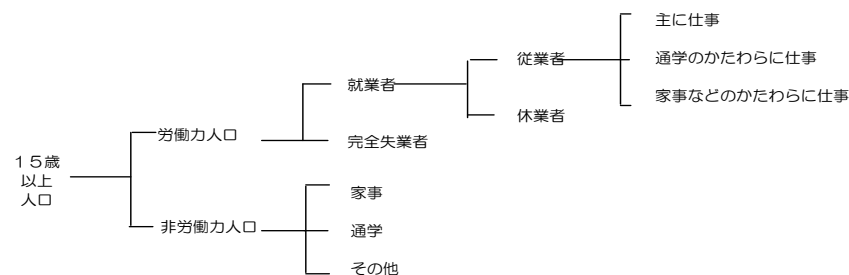 １５歳
以上
人口
労働力人口
就業者
従業者
主に仕事
通学のかたわらに仕事
家事などのかたわらに仕事
休業者
完全失業者
非労働力人口
家事
通学
その他